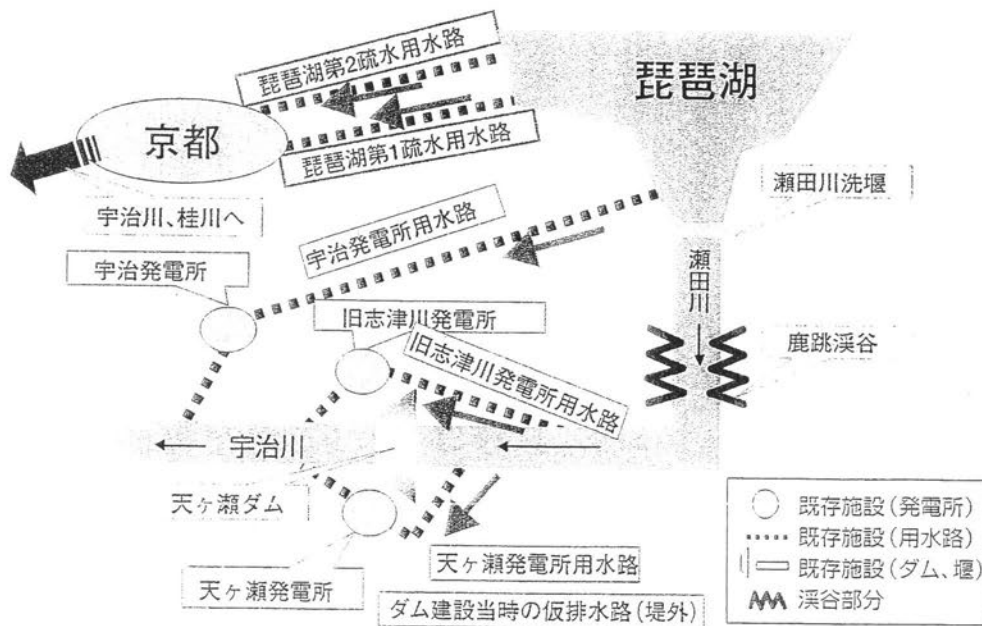 琵琶湖第2疏水用水路
琵琶湖
京都
琵琶湖第1疏水用水路
瀬田川洗堰
宇治川、桂川へ
宇治発電所用水路
宇治発電所
瀬田川
旧志津川発電所
鹿跳渓谷
旧志津川発電所用水路
宇治川
天ヶ瀬ダム
天ヶ瀬発電所用水路
天ヶ瀬発電所
ダム建設当時の仮排水路(堤外)
既存施設(発電所)
既存施設(用水路)
既存施設(ダム、堰)
渓谷部分